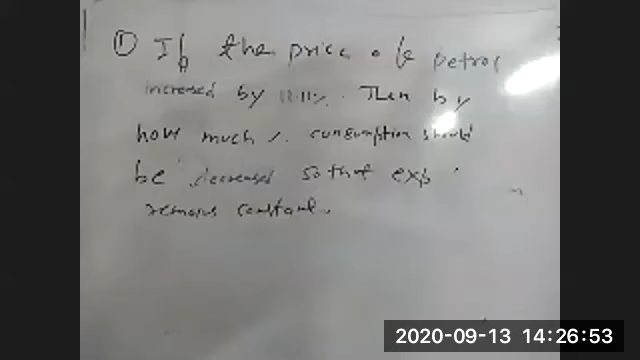 ① If the price of petrol
increased by 11.11%. Then by
how much %. consumption should
be decreased so that exp.
remains constant.
2020-09-13 14:26:53